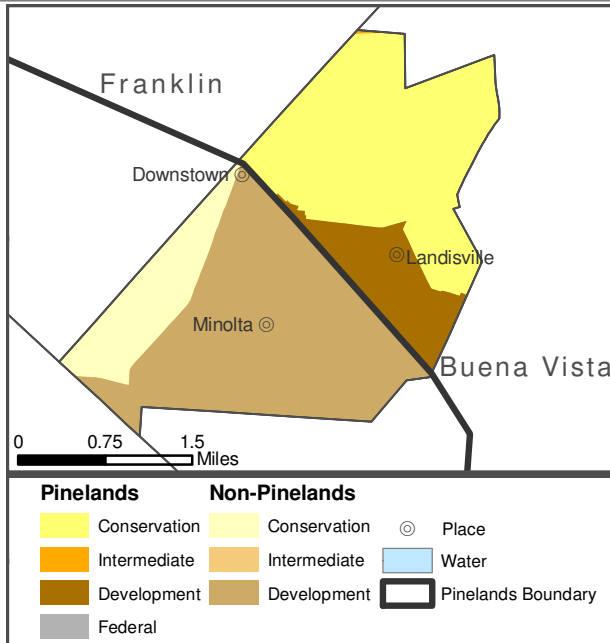 Franklin
Downstown
Landisville
Minolta
Buena Vista
0 0.75 1.5
Miles
Pinelands Non-Pinelands
Conservation Conservation Place
Intermediate Intermediate Water
Development Development Pinelands Boundary
Federal